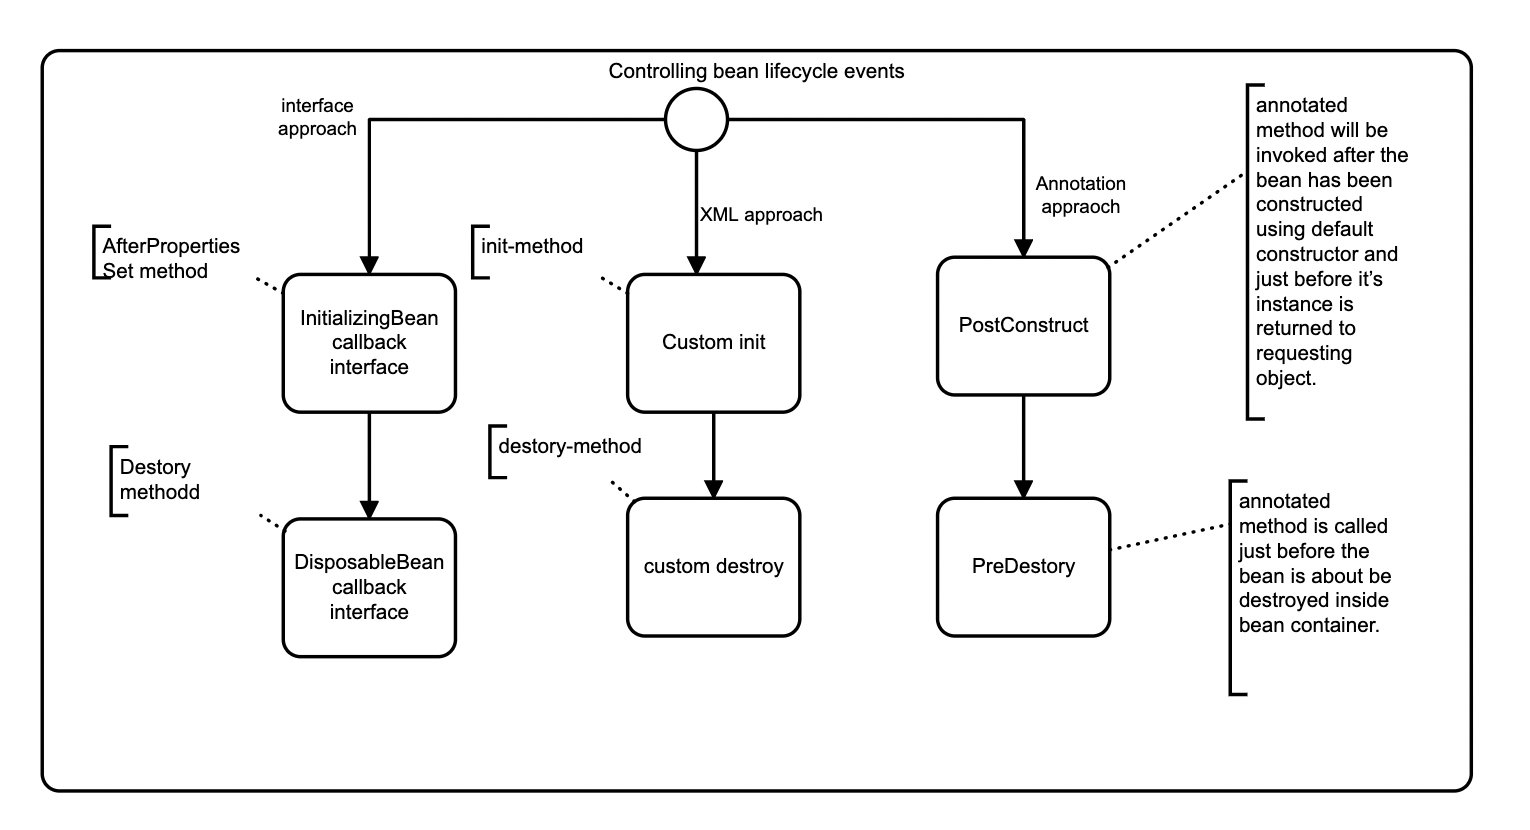 Controlling bean lifecycle events
interface
approach
XML approach
Annotation
appraoch
AfterProperties
Set method
InitializingBean
callback
interface
Destory
methodd
DisposableBean
callback
interface
init-method
Custom init
destory-method
custom destroy
PostConstruct
annotated
method will be
invoked after the
bean has been
constructed
using default
constructor and
just before it’s
instance is
returned to
requesting
object.
PreDestory
annotated
method is called
just before the
bean is about be
destroyed inside
bean container.